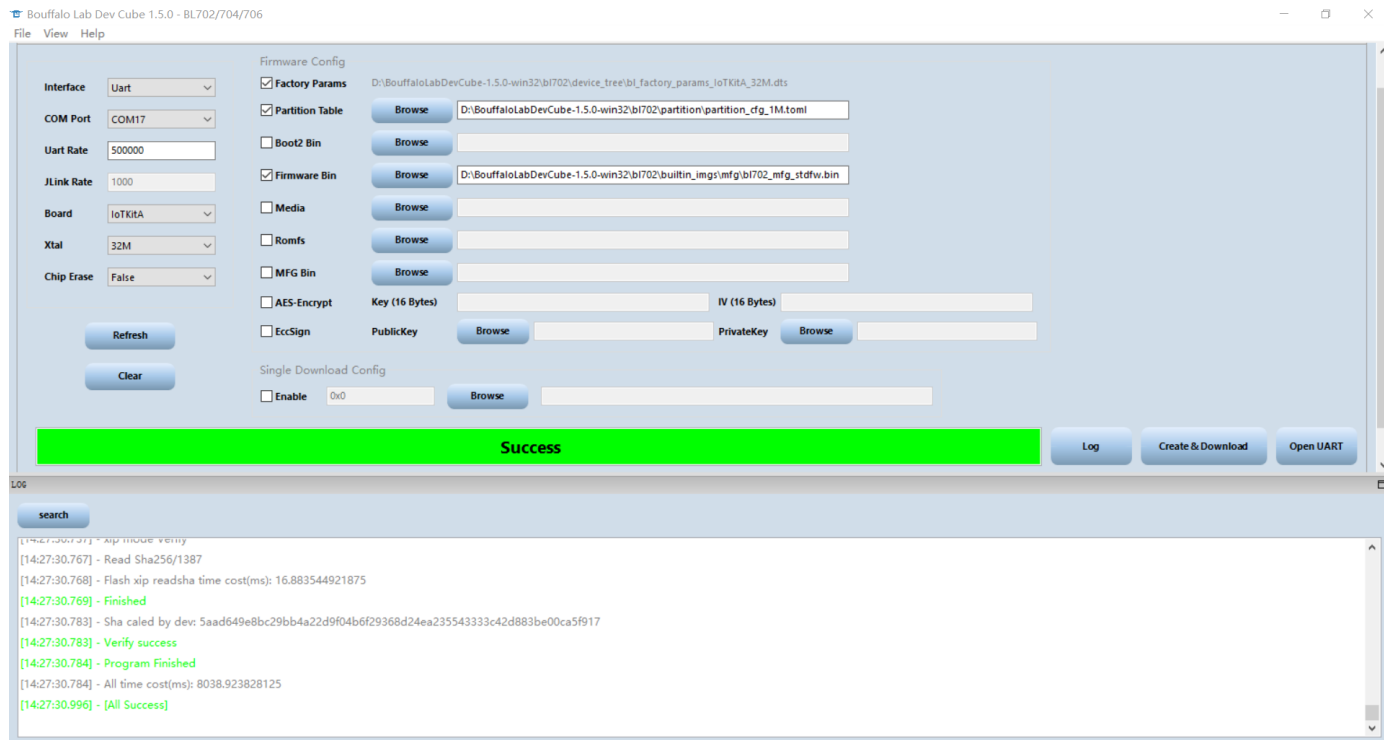 Bouffalo Lab Dev Cube 1.5.0 - BL702/704/706
File View Help
Firmware Config
Interface Uart
Factory Params D:\BouffaloLabDevCube-1.5.0-win32\bl702\device_tree\bl_factory_params_IoTKitA_32M.dts
COM Port COM17
Partition Table Browse D:\BouffaloLabDevCube-1.5.0-win32\bl702\partition\partition_cfg_1M.toml
Uart Rate 500000
Boot2 Bin Browse
JLink Rate 1000
Firmware Bin Browse D:\BouffaloLabDevCube-1.5.0-win32\bl702\builtin_imgs\mfg\bl702_mfg_stdfw.bin
Board IoTKitA
Media Browse
Xtal 32M
Romfs Browse
Chip Erase False
MFG Bin Browse
AES-Encrypt Key (16 Bytes) IV (16 Bytes)
Refresh
EccSign PublicKey Browse PrivateKey Browse
Clear
Single Download Config
Enable 0x0 Browse
Success Log Create & Download Open UART
LOG
search
[14:27:30.757] - xip mode Verify
[14:27:30.767] - Read Sha256/1387
[14:27:30.768] - Flash xip readsha time cost(ms): 16.883544921875
[14:27:30.769] - Finished
[14:27:30.783] - Sha caled by dev: 5aad649e8bc29bb4a22d9f04b6f29368d24ea235543333c42d883be00ca5f917
[14:27:30.783] - Verify success
[14:27:30.784] - Program Finished
[14:27:30.784] - All time cost(ms): 8038.923828125
[14:27:30.996] - [All Success]